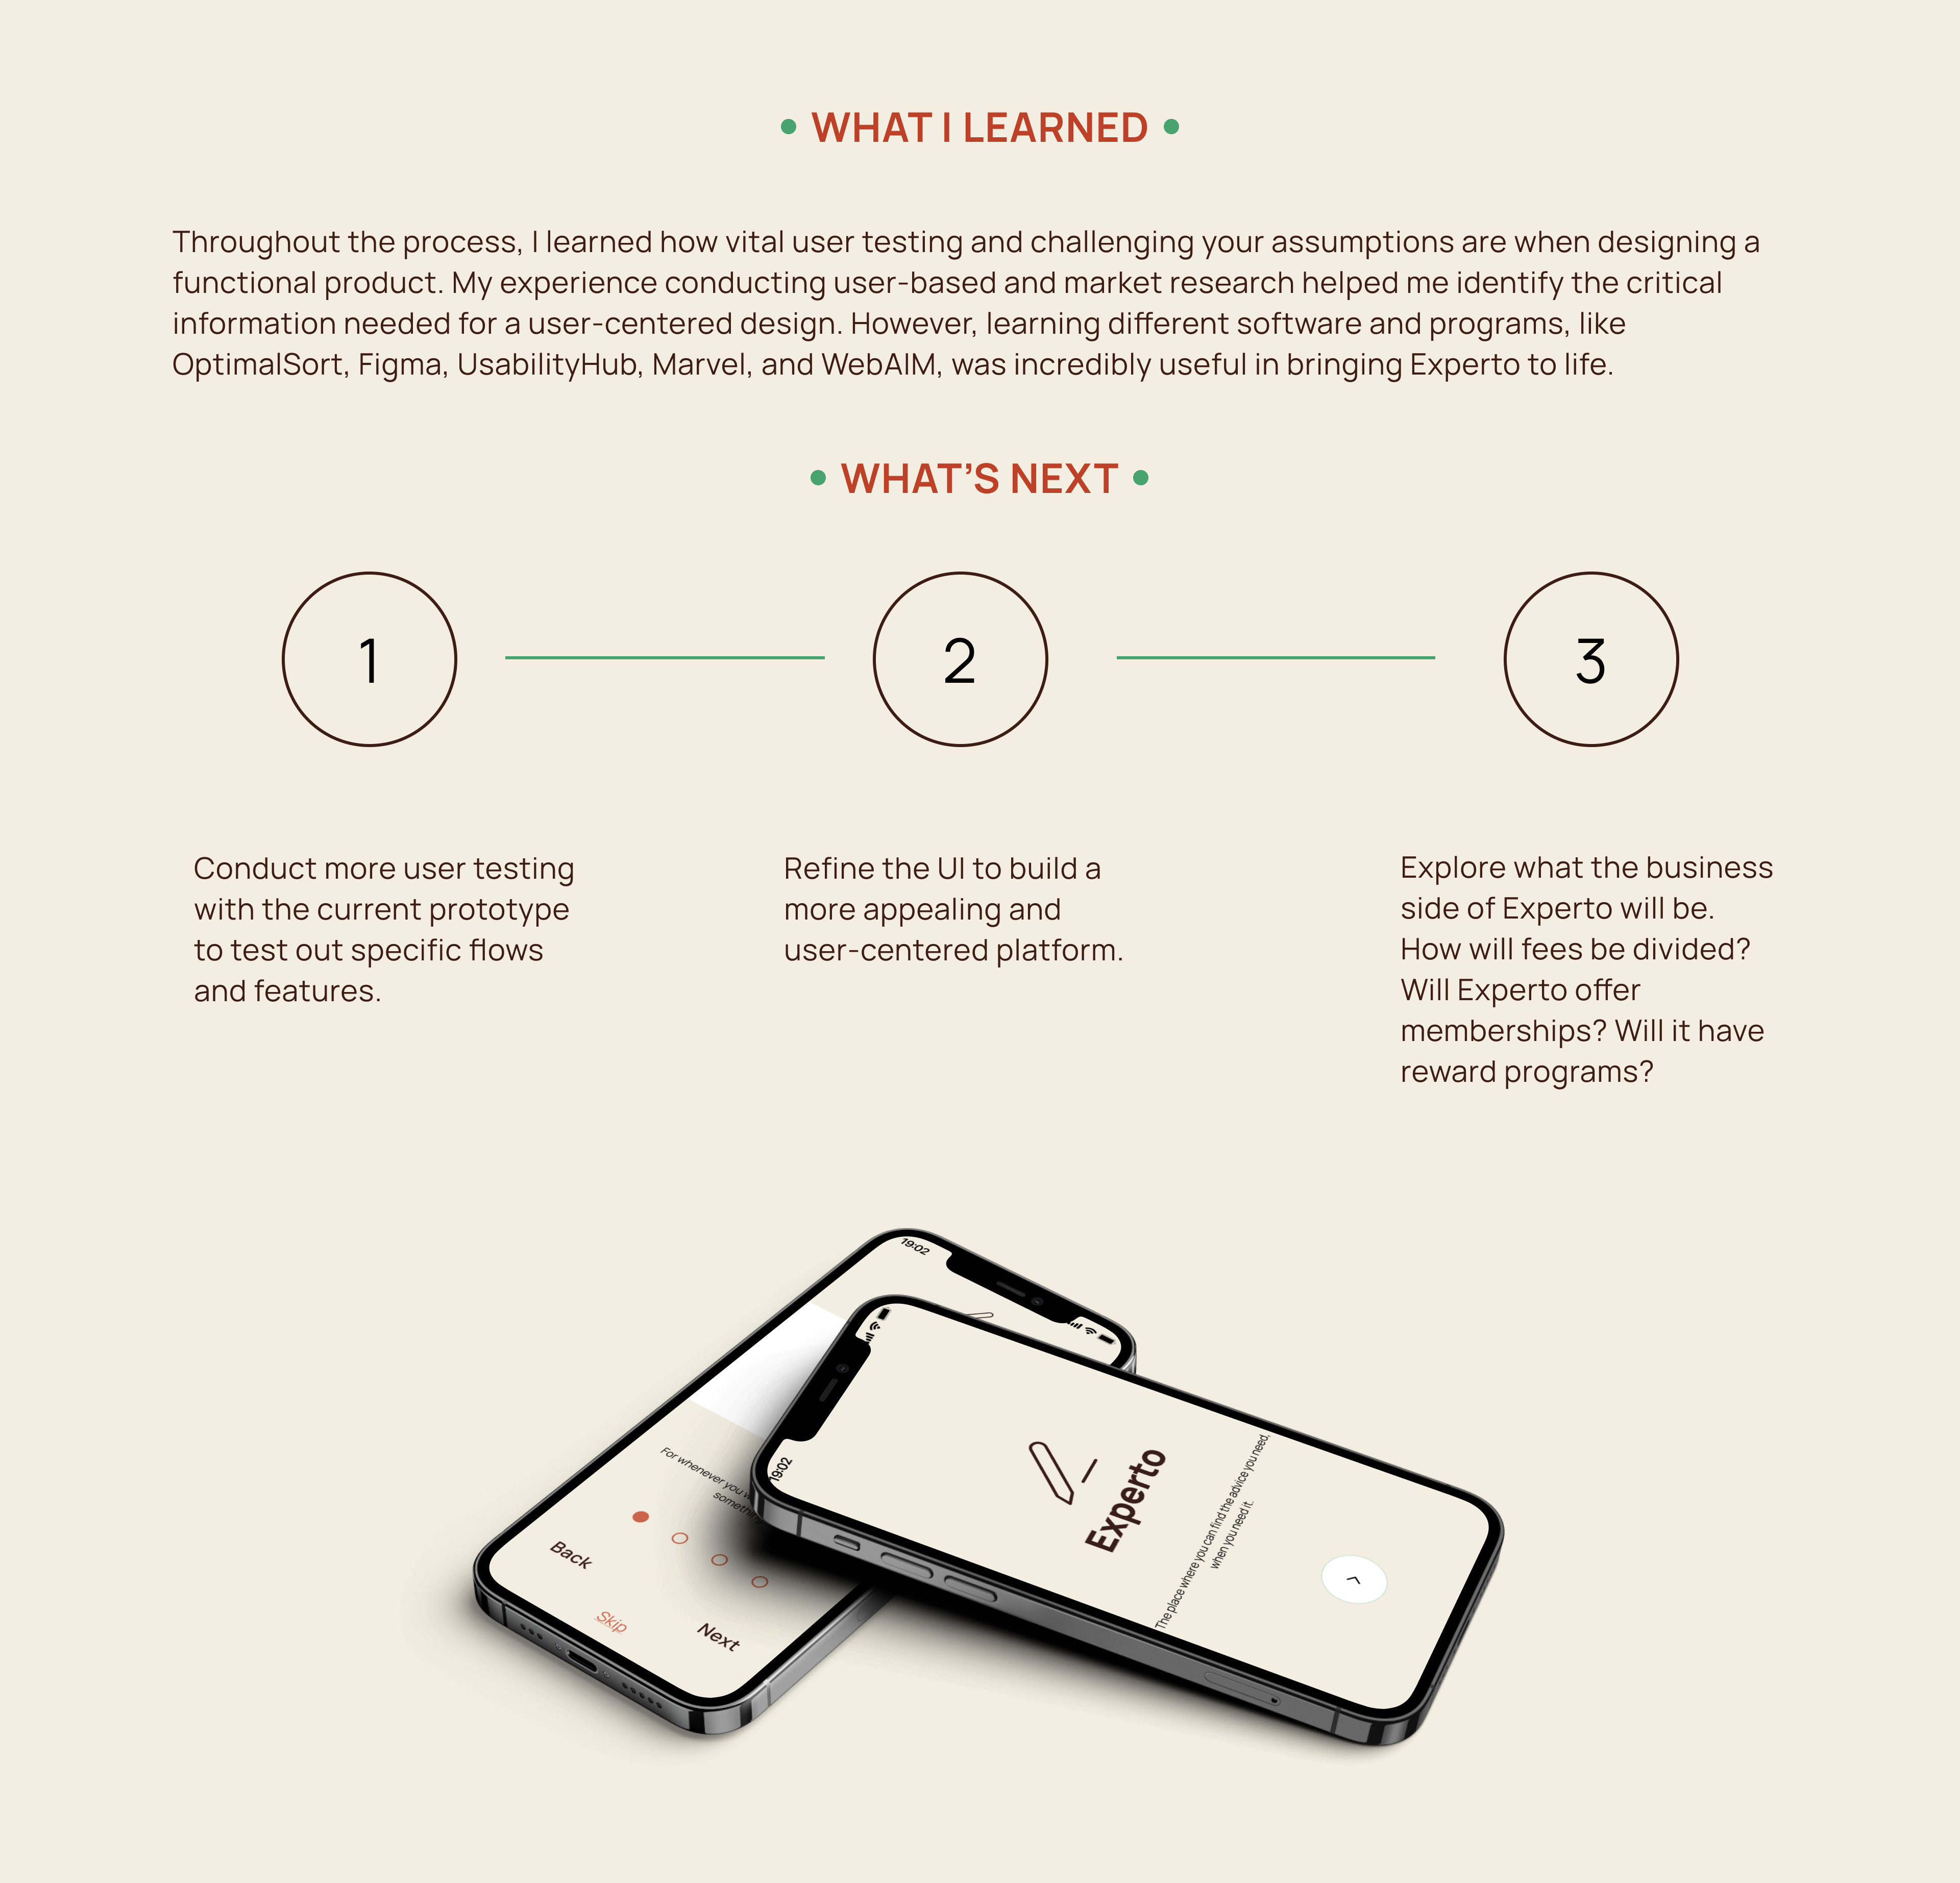 WHAT I LEARNED
Throughout the process, I learned how vital user testing and challenging your assumptions are when designing a
functional product. My experience conducting user-based and market research helped me identify the critical
information needed for a user-centered design. However, learning different software and programs, like
OptimalSort, Figma, UsabilityHub, Marvel, and WebAIM, was incredibly useful in bringing Experto to life.
WHAT'S NEXT
1
2
3
Conduct more user testing
with the current prototype
to test out specific flows
and features.
Refine the UI to build a
more appealing and
user-centered platform.
Explore what the business
side of Experto will be.
How will fees be divided?
Will Experto offer
memberships? Will it have
reward programs?
19:02
For whenever you
Back
Skip
Next
19:02
Experto
The place where you can find the advice you need,
when you need it.